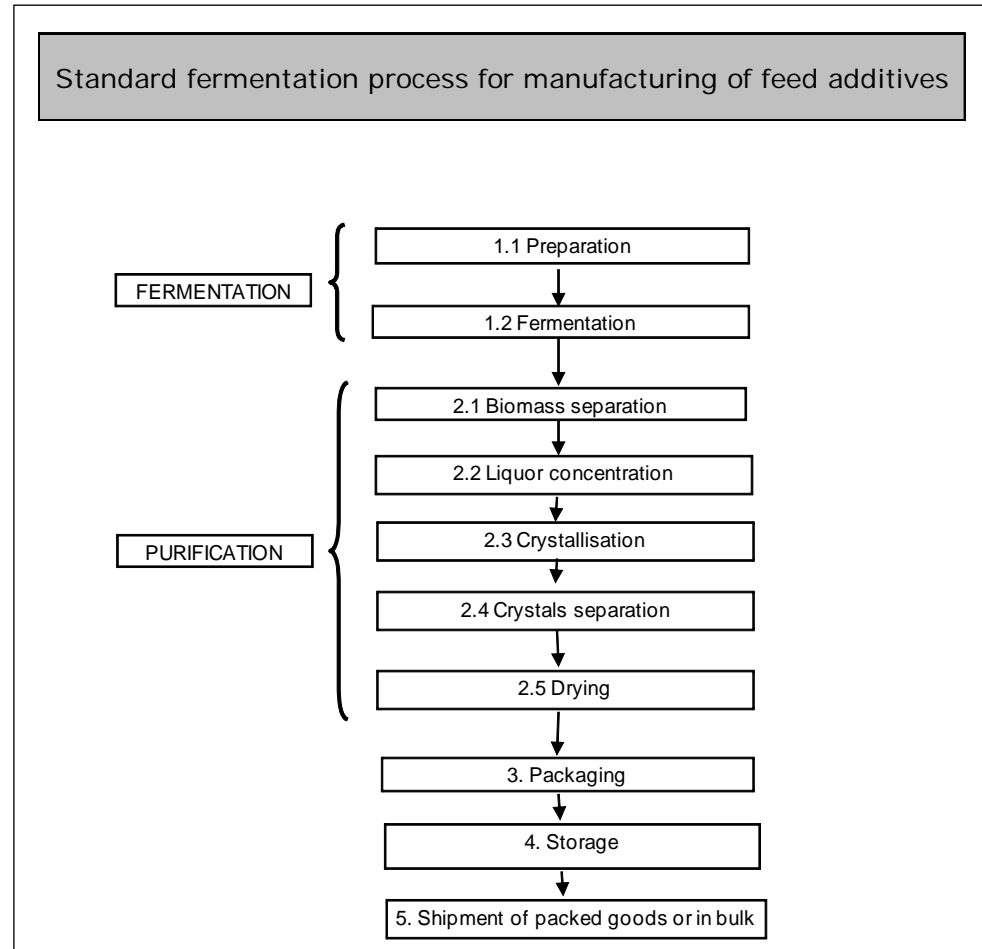 Standard fermentation process for manufacturing of feed additives
1.1 Preparation
FERMENTATION
1.2 Fermentation
2.1 Biomass separation
2.2 Liquor concentration
2.3 Crystallisation
PURIFICATION
2.4 Crystals separation
2.5 Drying
3. Packaging
4. Storage
5. Shipment of packed goods or in bulk